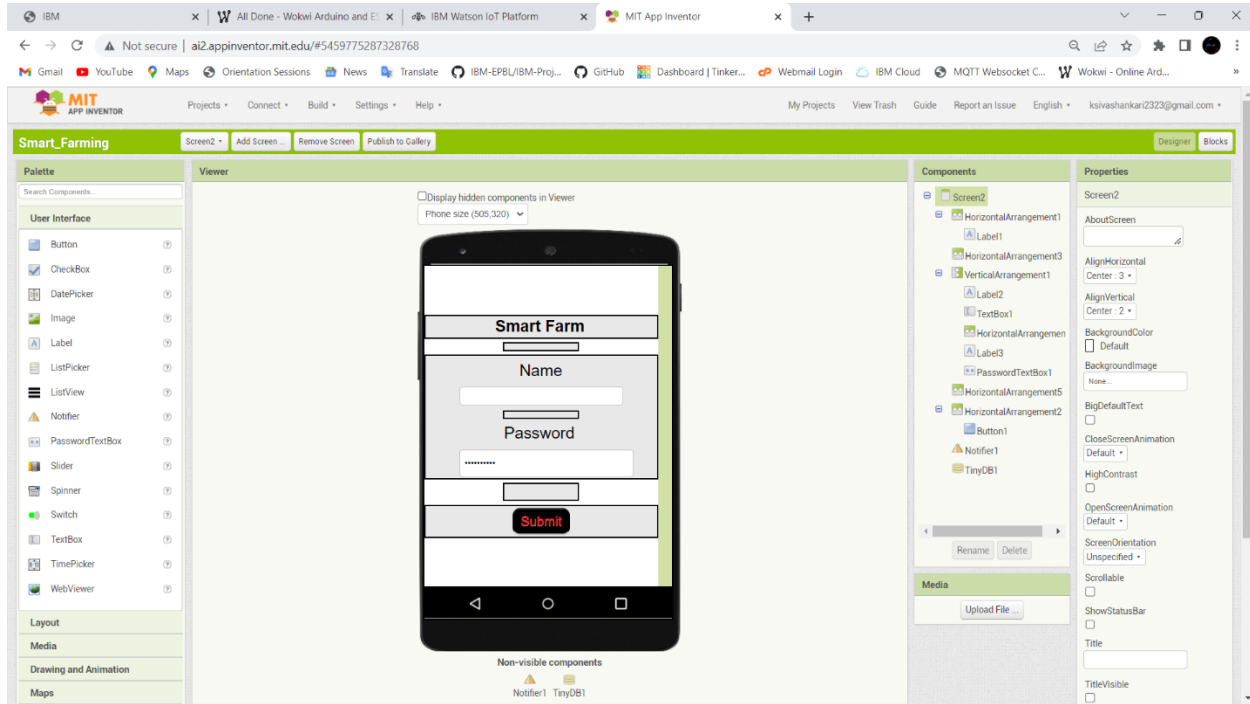 IBM
All Done - Wokwi Arduino and ES
IBM Watson IoT Platform
MIT App Inventor
Not secure | ai2.appinventor.mit.edu/#5459775287328768
Gmail YouTube Maps Orientation Sessions News Translate IBM-EPBL/IBM-Proj... GitHub Dashboard | Tinker... Webmail Login IBM Cloud MQTT Websocket C... Wokwi - Online Ard... »
MIT
APP INVENTOR
Projects Connect Build Settings Help My Projects View Trash Guide Report an Issue English ksivashankari2323@gmail.com
Smart_Farming Screen2 Add Screen ... Remove Screen Publish to Gallery Designer Blocks
Palette
Search Components...
User Interface
Button
CheckBox
DatePicker
Image
Label
ListPicker
ListView
Notifier
PasswordTextBox
Slider
Spinner
Switch
TextBox
TimePicker
WebViewer
Layout
Media
Drawing and Animation
Maps
Viewer
Display hidden components in Viewer
Phone size (505,320)
Smart Farm
Name
Password
Submit
Non-visible components
Notifier1 TinyDB1
Components
Screen2
HorizontalArrangement1
Label1
HorizontalArrangement3
VerticalArrangement1
Label2
TextBox1
HorizontalArrangemen
Label3
PasswordTextBox1
HorizontalArrangement5
HorizontalArrangement2
Button1
Notifier1
TinyDB1
Rename Delete
Media
Upload File ...
Properties
Screen2
AboutScreen
AlignHorizontal
Center : 3
AlignVertical
Center : 2
BackgroundColor
Default
BackgroundImage
None...
BigDefaultText
CloseScreenAnimation
Default
HighContrast
OpenScreenAnimation
Default
ScreenOrientation
Unspecified
Scrollable
ShowStatusBar
Title
TitleVisible